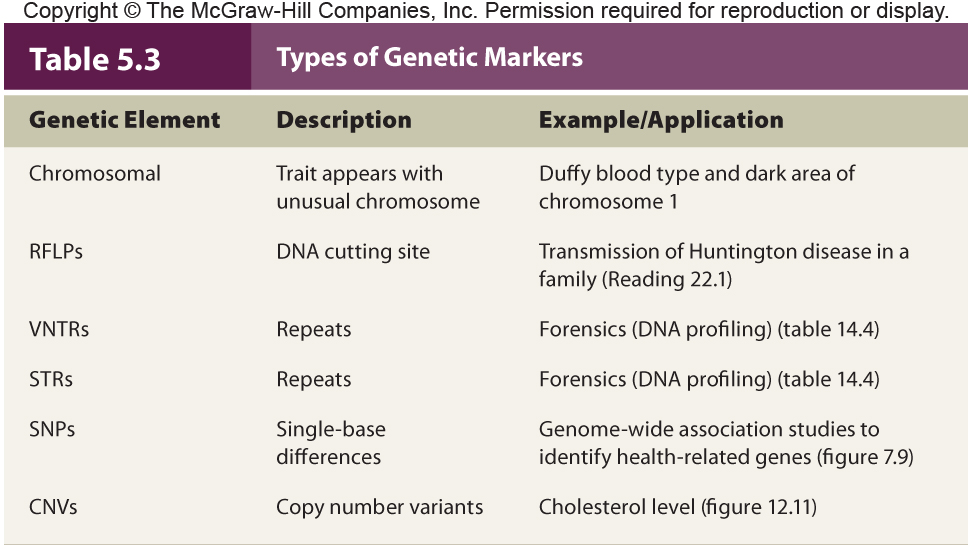 Copyright © The McGraw-Hill Companies, Inc. Permission required for reproduction or display.
Table 5.3 Types of Genetic Markers
Genetic Element Description Example/Application
Chromosomal Trait appears with Duffy blood type and dark area of
unusual chromosome chromosome 1
RFLPs DNA cutting site Transmission of Huntington disease in a
family (Reading 22.1)
VNTRs Repeats Forensics (DNA profiling) (table 14.4)
STRs Repeats Forensics (DNA profiling) (table 14.4)
SNPs Single-base Genome-wide association studies to
differences identify health-related genes (figure 7.9)
CNVs Copy number variants Cholesterol level (figure 12.11)